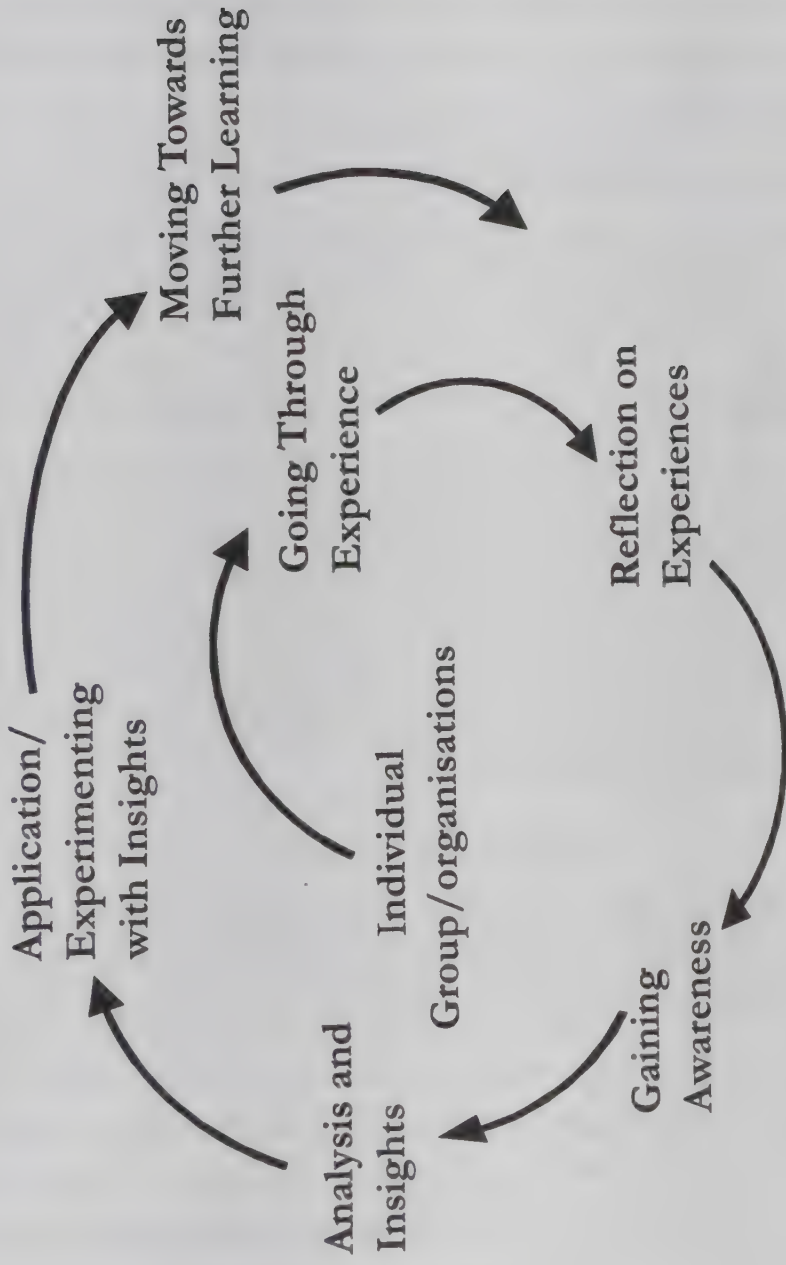 Individual
Group/organisations
Going Through
Experience
Reflection on
Experiences
Gaining
Awareness
Analysis and
Insights
Application/
Experimenting
with Insights
Moving Towards
Further Learning